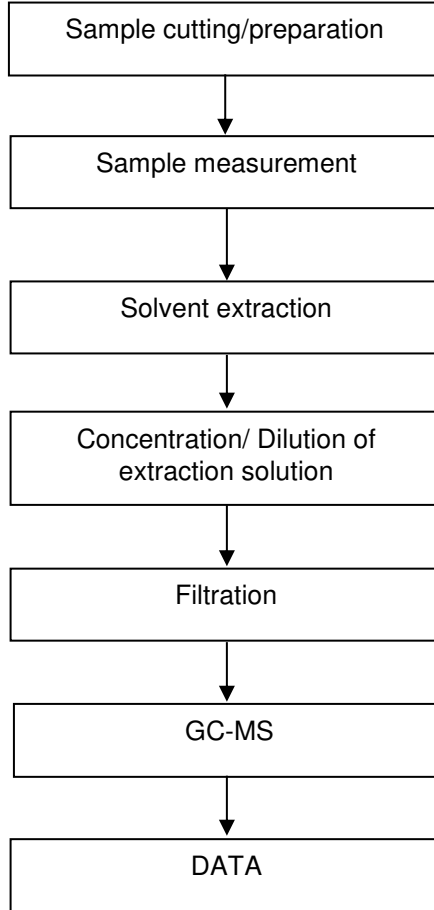 Sample cutting/preparation
Sample measurement
Solvent extraction
Concentration/ Dilution of
extraction solution
Filtration
GC-MS
DATA